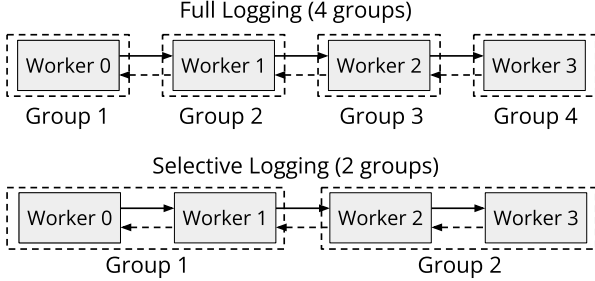 Full Logging (4 groups)
Worker 0 Worker 1 Worker 2 Worker 3
Group 1 Group 2 Group 3 Group 4
Selective Logging (2 groups)
Worker 0 Worker 1 Worker 2 Worker 3
Group 1 Group 2